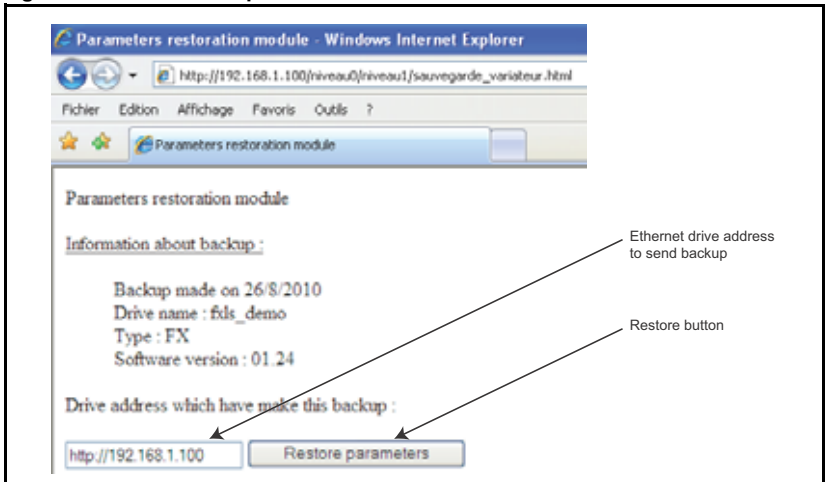 Parameters restoration module - Windows Internet Explorer
http://192.168.1.100/niveau0/niveau1/sauvegarde_variateur.html
Fichier Edition Affichage Favoris Outils ?
Parameters restoration module
Parameters restoration module
Information about backup :
Backup made on 26/8/2010
Drive name : fxls_demo
Type : FX
Software version : 01.24
Drive address which have make this backup :
http://192.168.1.100 Restore parameters
Ethernet drive address
to send backup
Restore button